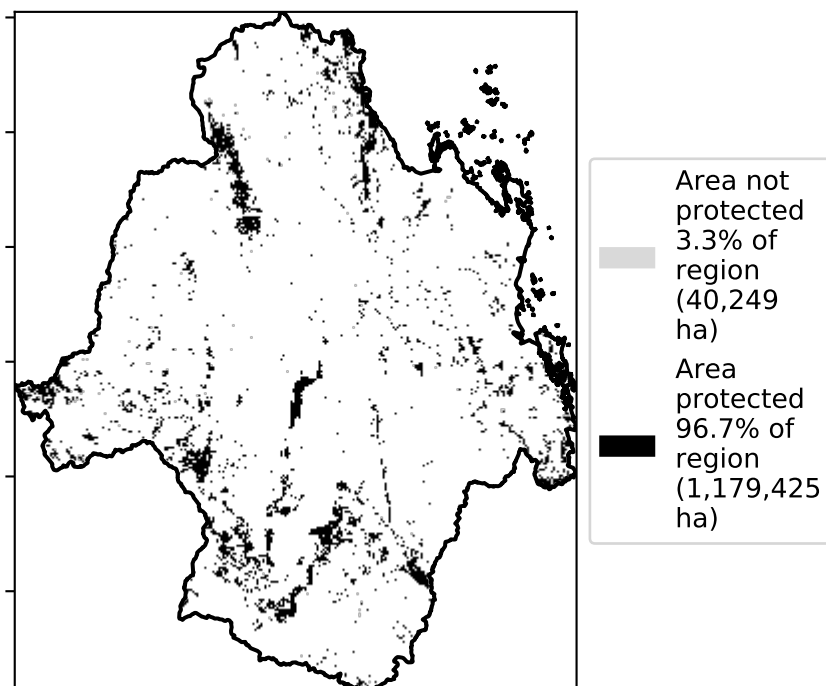 Area not
protected
3.3% of
region
(40,249
ha)
Area
protected
96.7% of
region
(1,179,425
ha)